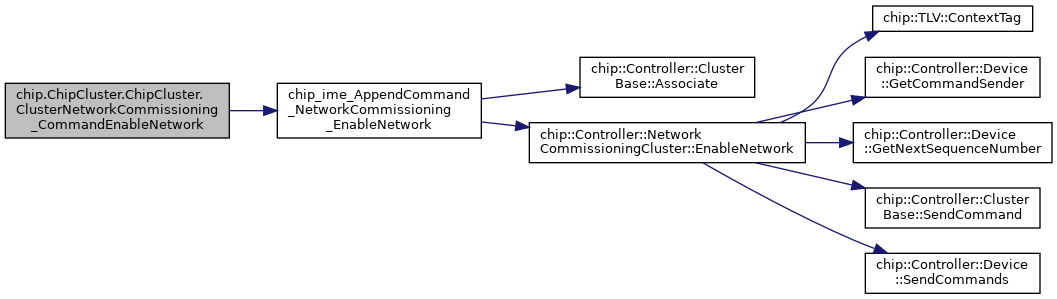 chip.ChipCluster.ChipCluster.
ClusterNetworkCommissioning
_CommandEnableNetwork
chip_ime_AppendCommand
_NetworkCommissioning
_EnableNetwork
chip::Controller::Cluster
Base::Associate
chip::Controller::Network
CommissioningCluster::EnableNetwork
chip::TLV::ContextTag
chip::Controller::Device
::GetCommandSender
chip::Controller::Device
::GetNextSequenceNumber
chip::Controller::Cluster
Base::SendCommand
chip::Controller::Device
::SendCommands